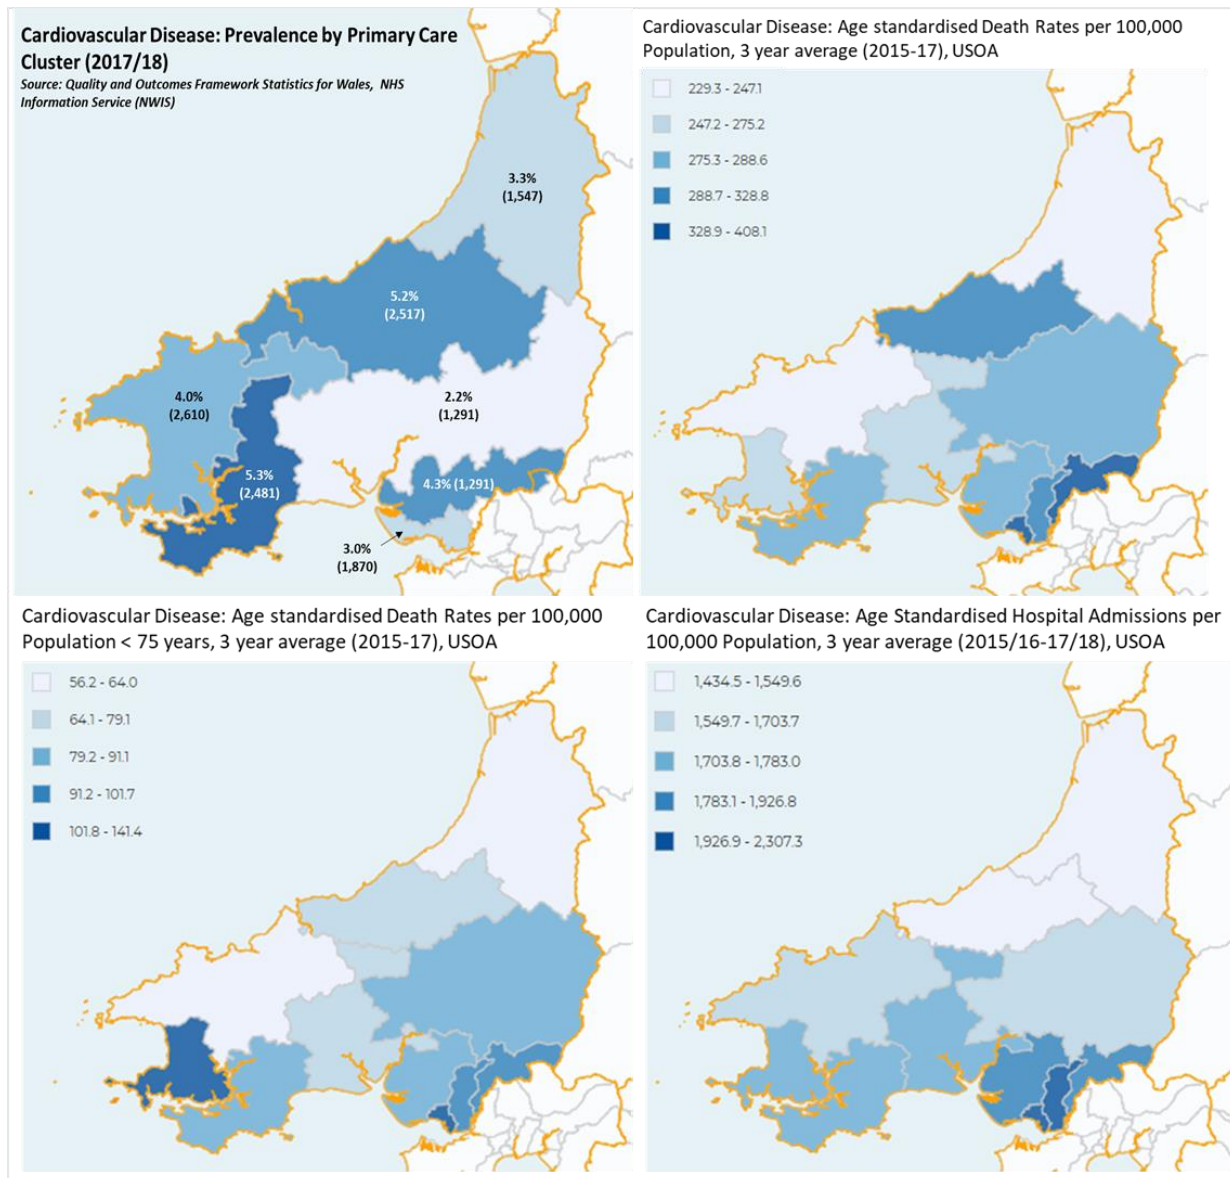 Cardiovascular Disease: Prevalence by Primary Care
Cluster (2017/18)
Source: Quality and Outcomes Framework Statistics for Wales, NHS
Information Service (NWIS)
3.3%
(1,547)
5.2%
(2,517)
4.0%
(2,610)
2.2%
(1,291)
5.3%
(2,481)
4.3% (1,291)
3.0%
(1,870)
Cardiovascular Disease: Age standardised Death Rates per 100,000
Population, 3 year average (2015-17), USOA
229.3 - 247.1
247.2 - 275.2
275.3 - 288.6
288.7 - 328.8
328.9 - 408.1
Cardiovascular Disease: Age standardised Death Rates per 100,000
Population < 75 years, 3 year average (2015-17), USOA
56.2 - 64.0
64.1 - 79.1
79.2 - 91.1
91.2 - 101.7
101.8 - 141.4
Cardiovascular Disease: Age Standardised Hospital Admissions per
100,000 Population, 3 year average (2015/16-17/18), USOA
1,434.5 - 1,549.6
1,549.7 - 1,703.7
1,703.8 - 1,783.0
1,783.1 - 1,926.8
1,926.9 - 2,307.3